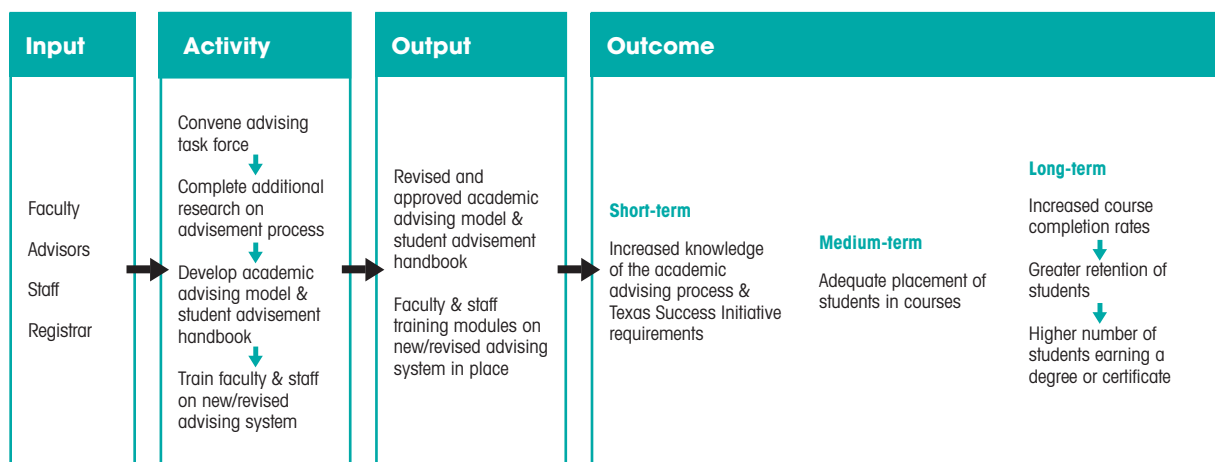 Input
Activity
Output
Outcome
Faculty
Advisors
Staff
Registrar
Convene advising
task force
Complete additional
research on
advisement process
Develop academic
advising model &
student advisement
handbook
Train faculty & staff
on new/revised
advising system
Revised and
approved academic
advising model &
student advisement
handbook
Faculty & staff
training modules on
new/revised advising
system in place
Short-term
Increased knowledge
of the academic
advising process &
Texas Success Initiative
requirements
Medium-term
Adequate placement of
students in courses
Long-term
Increased course
completion rates
Greater retention of
students
Higher number of
students earning a
degree or certificate